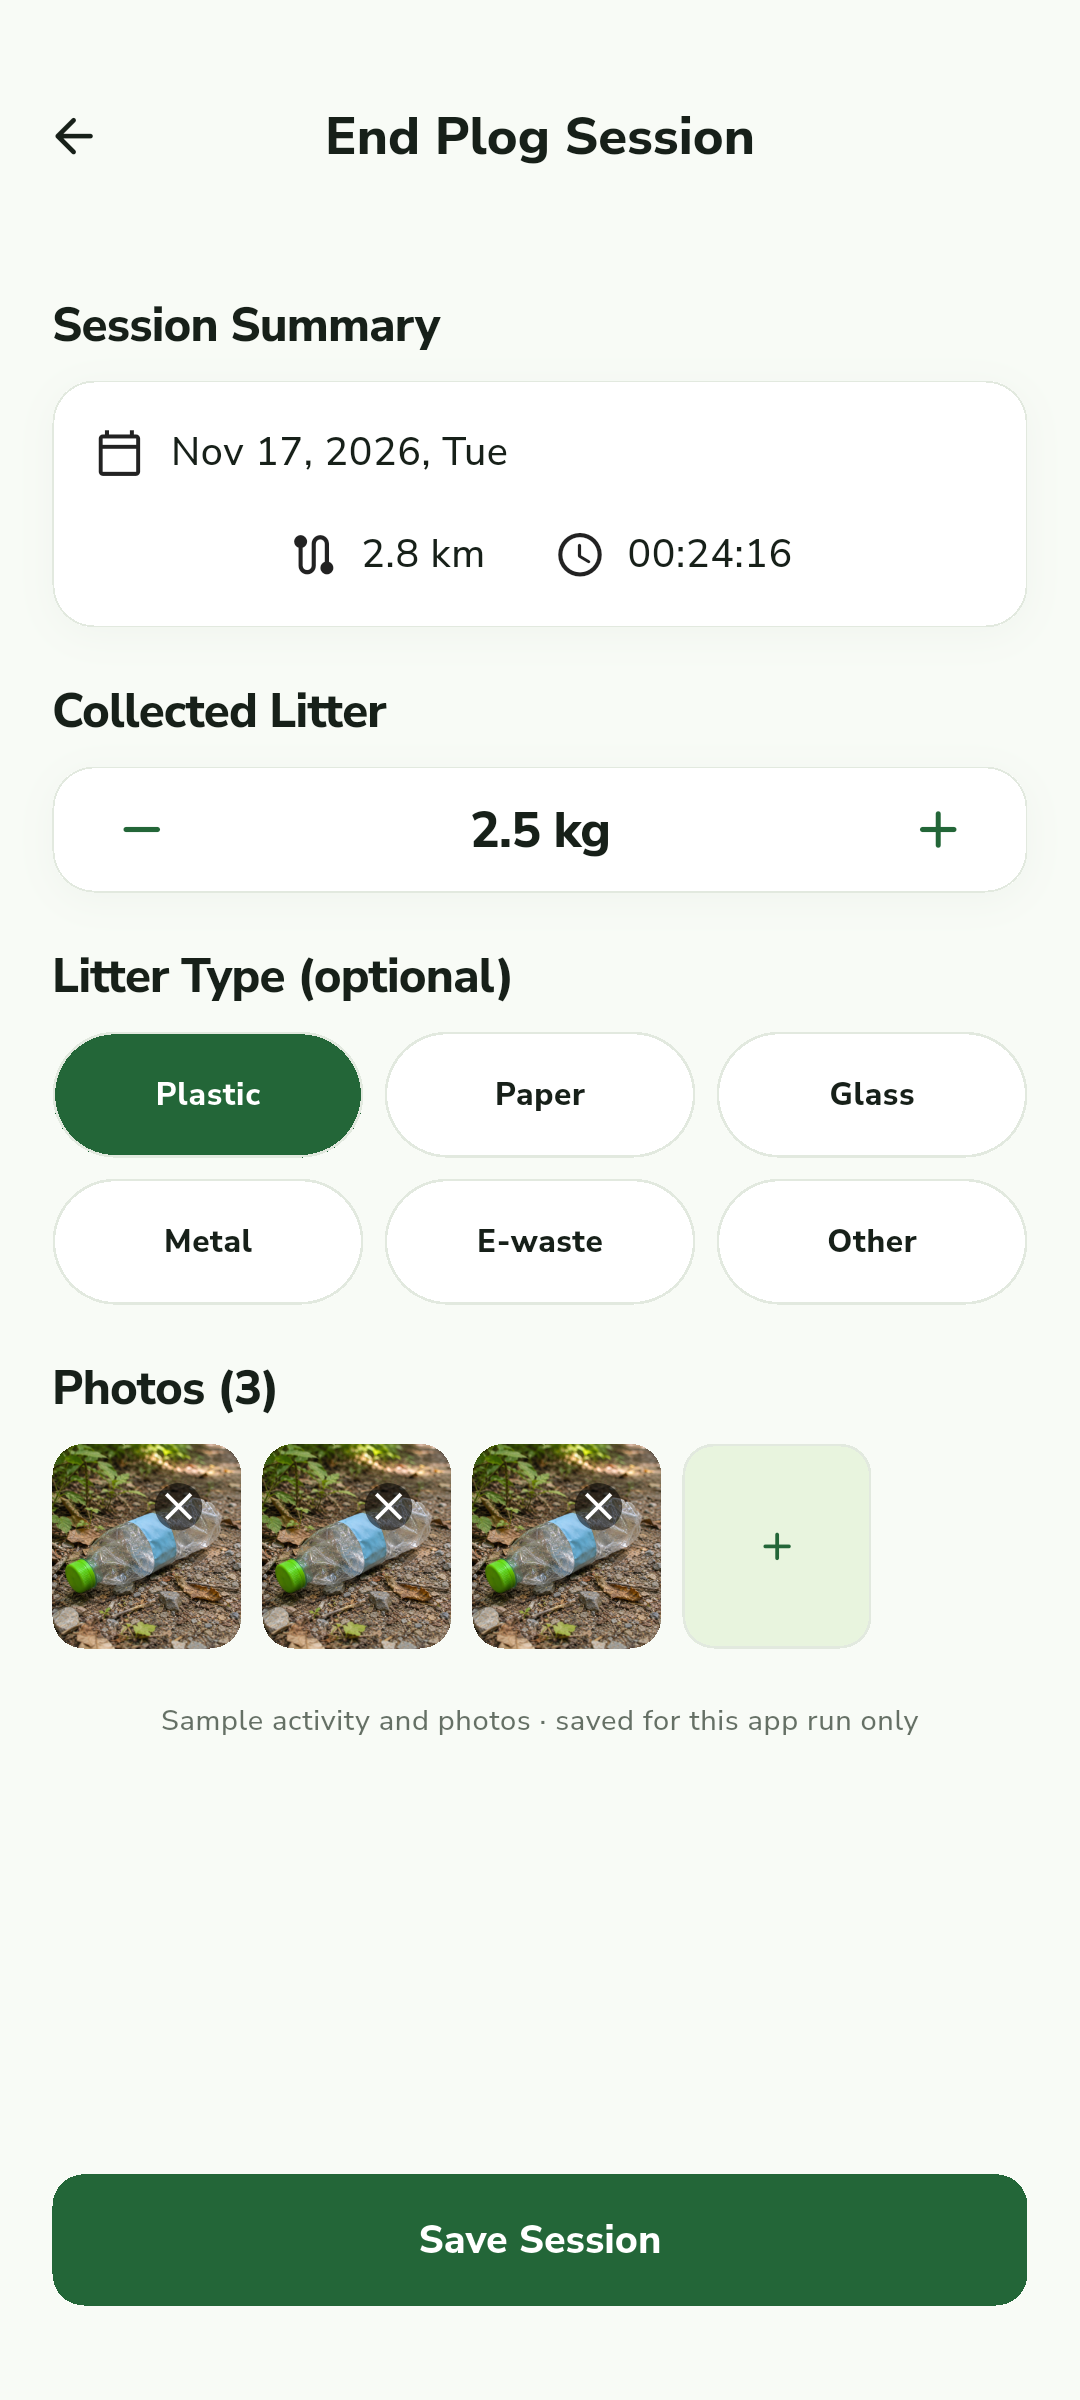 End Plog Session
Session Summary
Nov 17, 2026, Tue
2.8 km 00:24:16
Collected Litter
2.5 kg
Litter Type (optional)
Plastic Paper Glass
Metal E-waste Other
Photos (3)
Sample activity and photos · saved for this app run only
Save Session